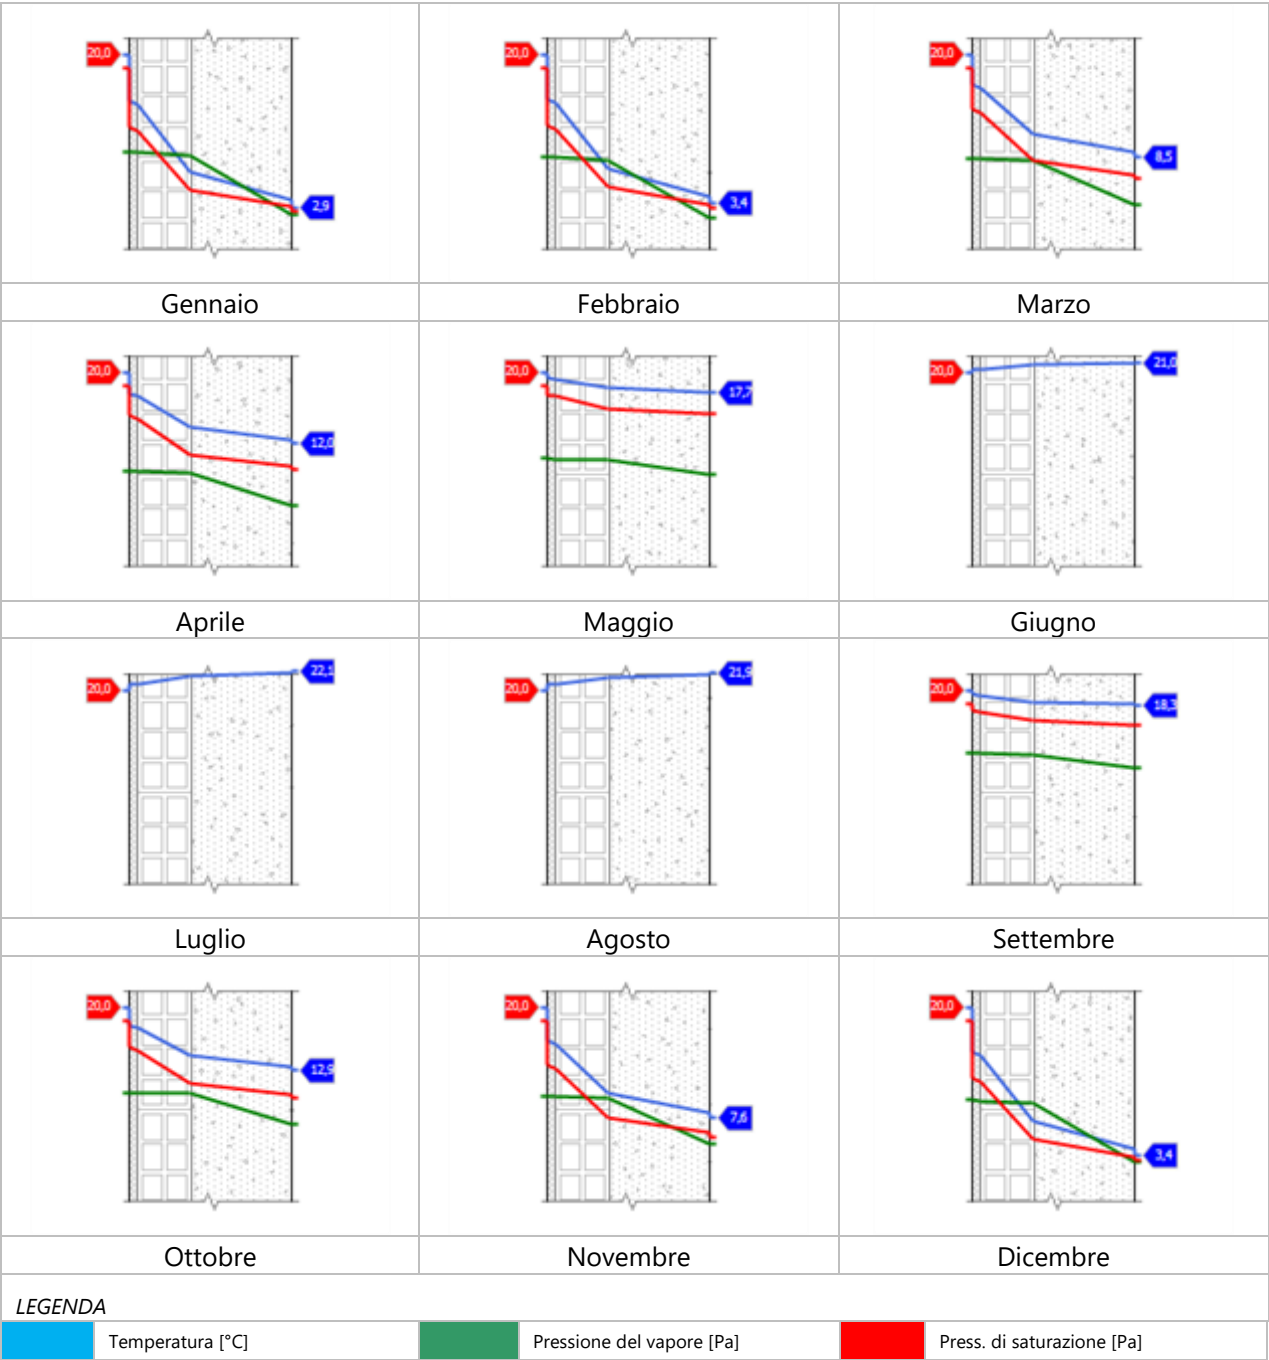 20,0
2,9
20,0
3,4
20,0
8,5
Gennaio
Febbraio
Marzo
20,0
12,0
20,0
17,7
20,0
21,0
Aprile
Maggio
Giugno
20,0
22,1
20,0
21,9
20,0
18,3
Luglio
Agosto
Settembre
20,0
12,9
20,0
7,6
20,0
3,4
Ottobre
Novembre
Dicembre
LEGENDA
Temperatura [°C]
Pressione del vapore [Pa]
Press. di saturazione [Pa]